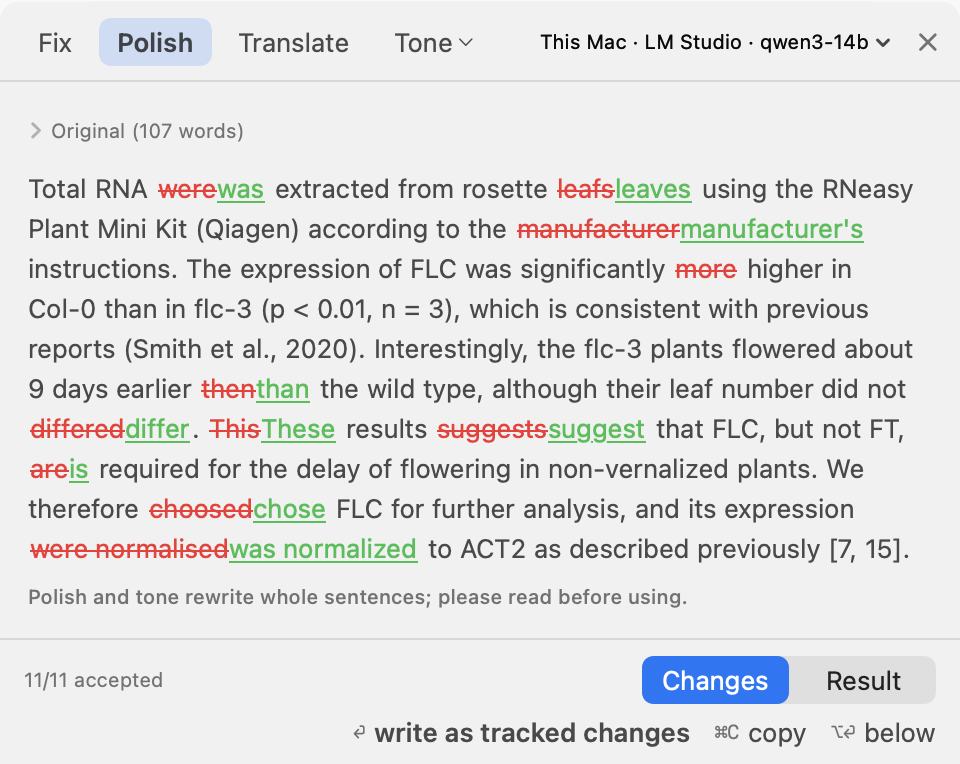 Fix Polish Translate Tone This Mac · LM Studio · qwen3-14b
Original (107 words)
Total RNA werewas extracted from rosette leafsleaves using the RNeasy
Plant Mini Kit (Qiagen) according to the manufacturermanufacturer's
instructions. The expression of FLC was significantly more higher in
Col-0 than in flc-3 (p < 0.01, n = 3), which is consistent with previous
reports (Smith et al., 2020). Interestingly, the flc-3 plants flowered about
9 days earlier thenthan the wild type, although their leaf number did not
differeddiffer. ThisThese results suggestssuggest that FLC, but not FT,
areis required for the delay of flowering in non-vernalized plants. We
therefore choosedchose FLC for further analysis, and its expression
were normalisedwas normalized to ACT2 as described previously [7, 15].
Polish and tone rewrite whole sentences; please read before using.
11/11 accepted Changes Result
⏎ write as tracked changes ⌘C copy ⌥⏎ below